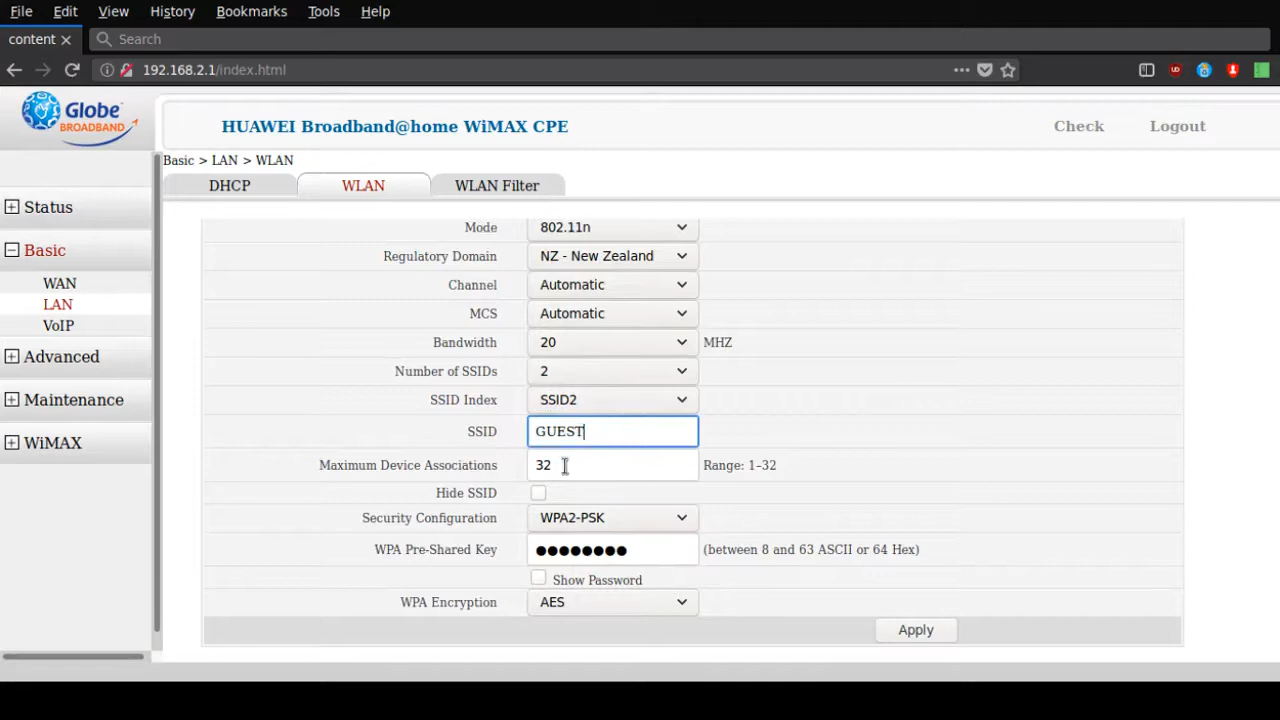 File Edit View History Bookmarks Tools Help
content Search
192.168.2.1/index.html
Globe
BROADBAND
HUAWEI Broadband@home WiMAX CPE Check Logout
Basic > LAN > WLAN
DHCP WLAN WLAN Filter
Status
Basic
WAN
LAN
VoIP
Advanced
Maintenance
WiMAX
Mode 802.11n
Regulatory Domain NZ - New Zealand
Channel Automatic
MCS Automatic
Bandwidth 20 MHZ
Number of SSIDs 2
SSID Index SSID2
SSID GUEST
Maximum Device Associations 32 Range: 1–32
Hide SSID
Security Configuration WPA2-PSK
WPA Pre-Shared Key ●●●●●●●● (between 8 and 63 ASCII or 64 Hex)
Show Password
WPA Encryption AES
Apply